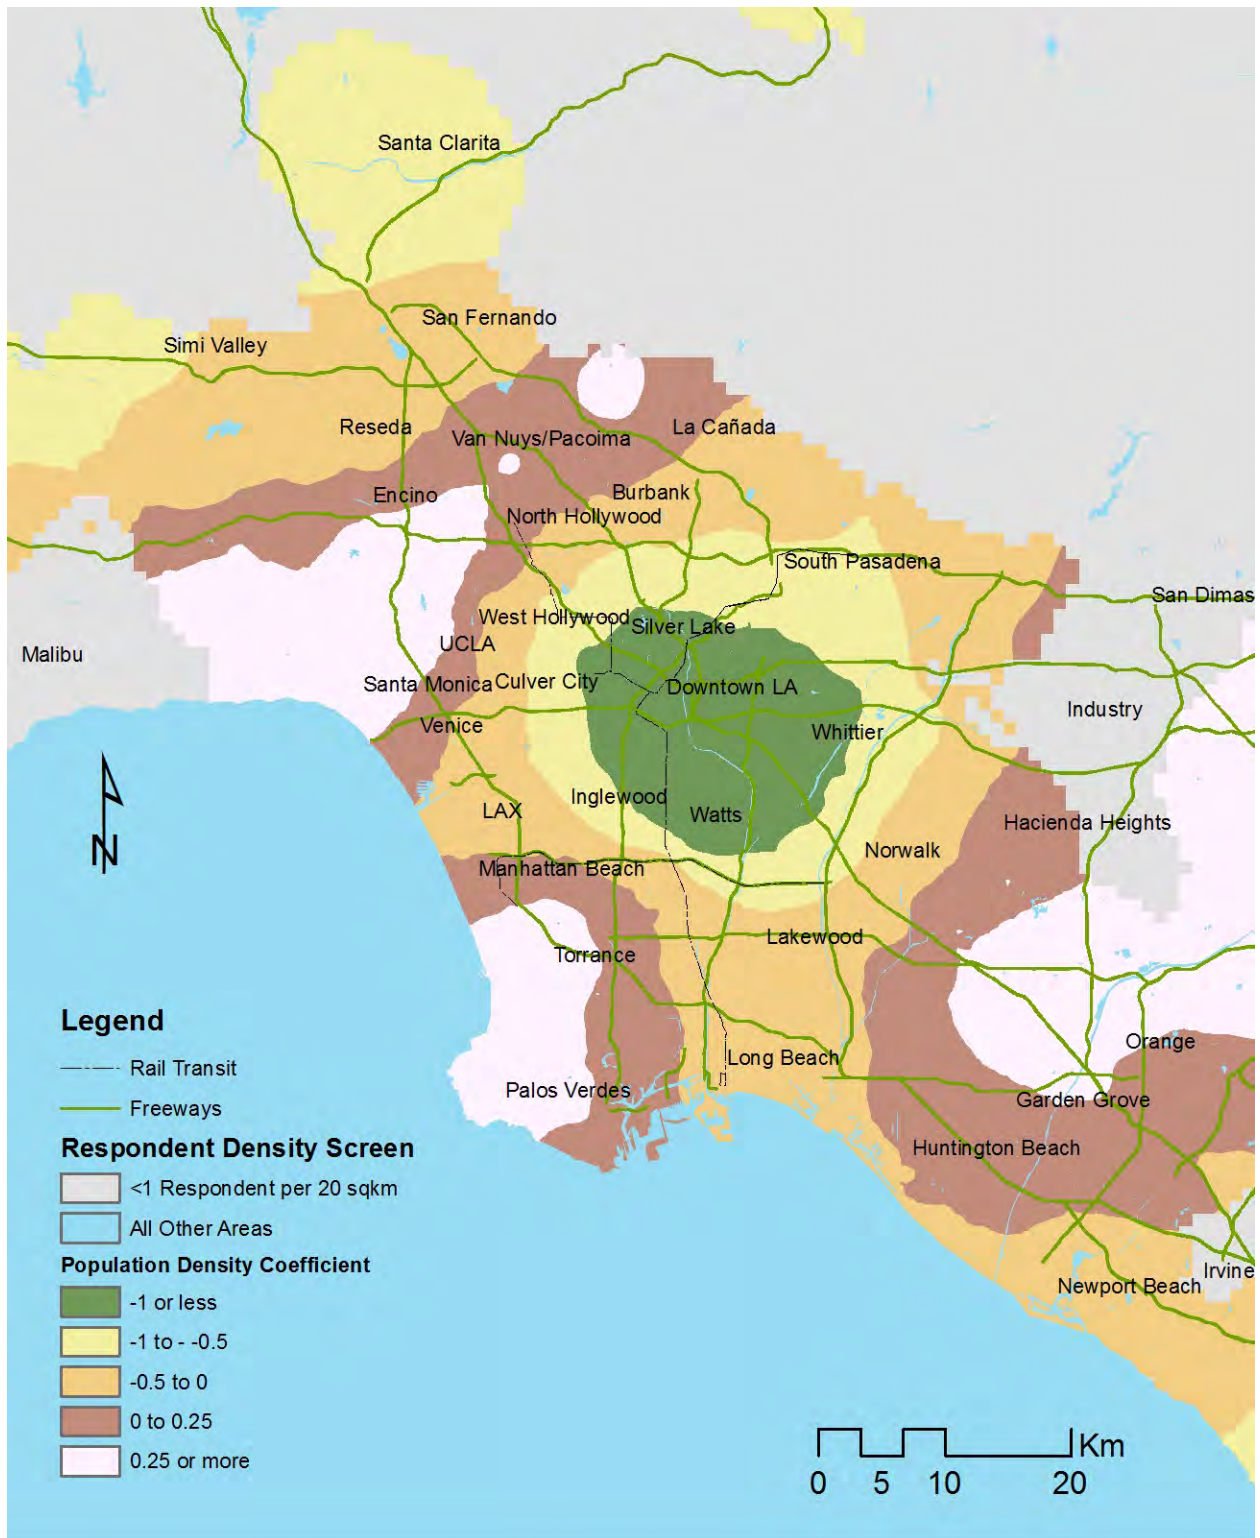 Santa Clarita
San Fernando
Simi Valley
Reseda
La Cañada
Van Nuys/Pacoima
Encino
Burbank
North Hollywood
South Pasadena
San Dimas
West Hollywood
Silver Lake
UCLA
Malibu
Santa Monica
Culver City
Downtown LA
Industry
Venice
Whittier
Inglewood
LAX
Watts
Hacienda Heights
N
Norwalk
Manhattan Beach
Lakewood
Torrance
Orange
Long Beach
Palos Verdes
Garden Grove
Huntington Beach
Irvine
Newport Beach
Legend
Rail Transit
Freeways
Respondent Density Screen
<1 Respondent per 20 sqkm
All Other Areas
Population Density Coefficient
-1 or less
-1 to - -0.5
-0.5 to 0
0 to 0.25
0.25 or more
Km
0 5 10 20